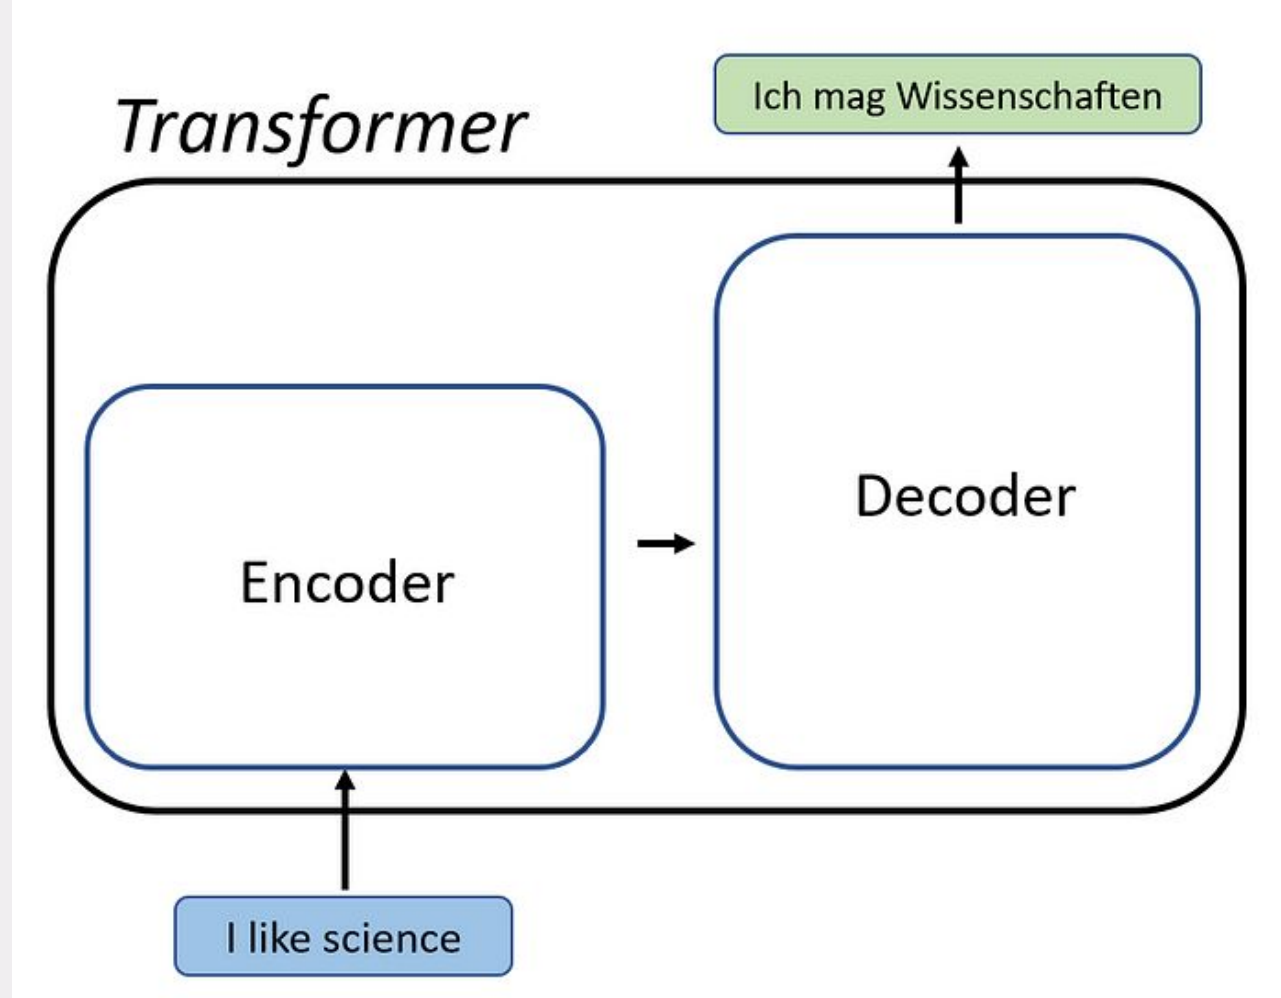 Transformer
Ich mag Wissenschaften
Encoder
Decoder
I like science